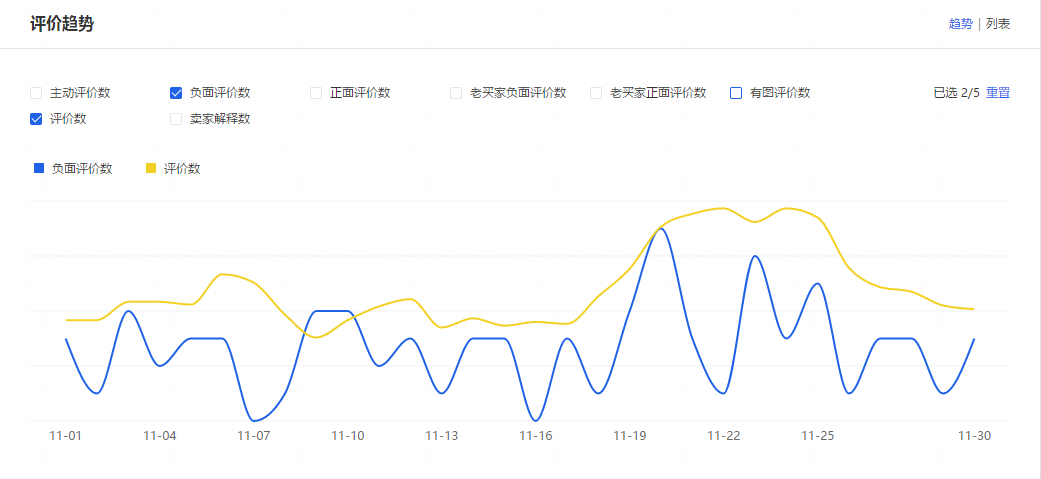 评价趋势 趋势 | 列表
主动评价数 负面评价数 正面评价数 老买家负面评价数 老买家正面评价数 有图评价数 已选 2/5 重置
评价数 卖家解释数
负面评价数 评价数
11-01 11-04 11-07 11-10 11-13 11-16 11-19 11-22 11-25 11-30